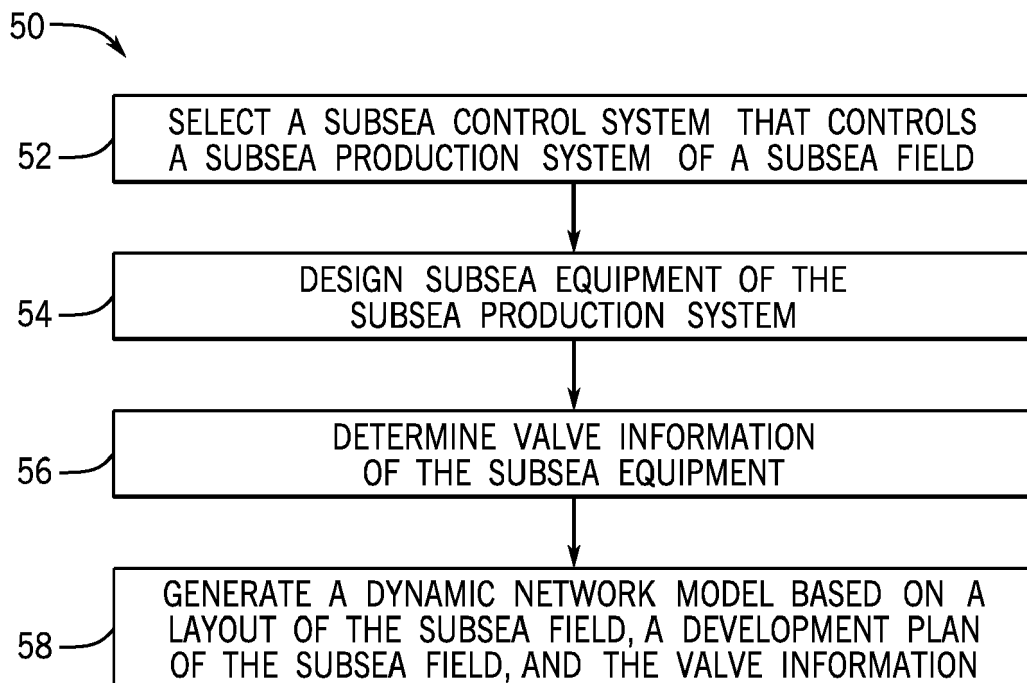 50
52
SELECT A SUBSEA CONTROL SYSTEM THAT CONTROLS
A SUBSEA PRODUCTION SYSTEM OF A SUBSEA FIELD
54
DESIGN SUBSEA EQUIPMENT OF THE
SUBSEA PRODUCTION SYSTEM
56
DETERMINE VALVE INFORMATION
OF THE SUBSEA EQUIPMENT
58
GENERATE A DYNAMIC NETWORK MODEL BASED ON A
LAYOUT OF THE SUBSEA FIELD, A DEVELOPMENT PLAN
OF THE SUBSEA FIELD, AND THE VALVE INFORMATION